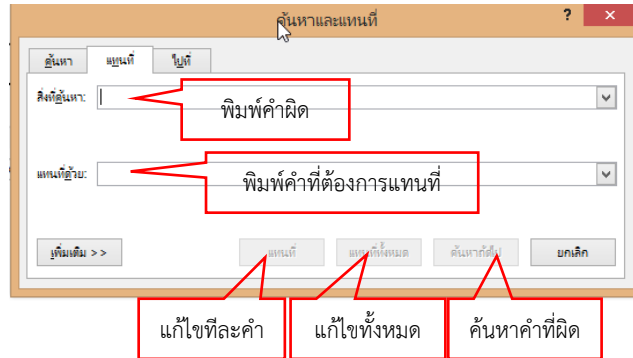 ค้นหาและแทนที่
? ×
ค้นหา แทนที่ ไปที่
สิ่งที่ค้นหา:
พิมพ์คำผิด
แทนที่ด้วย:
พิมพ์คำที่ต้องการแทนที่
เพิ่มเติม >> แทนที่ แทนที่ทั้งหมด ค้นหาถัดไป ยกเลิก
แก้ไขทีละคำ แก้ไขทั้งหมด ค้นหาคำที่ผิด